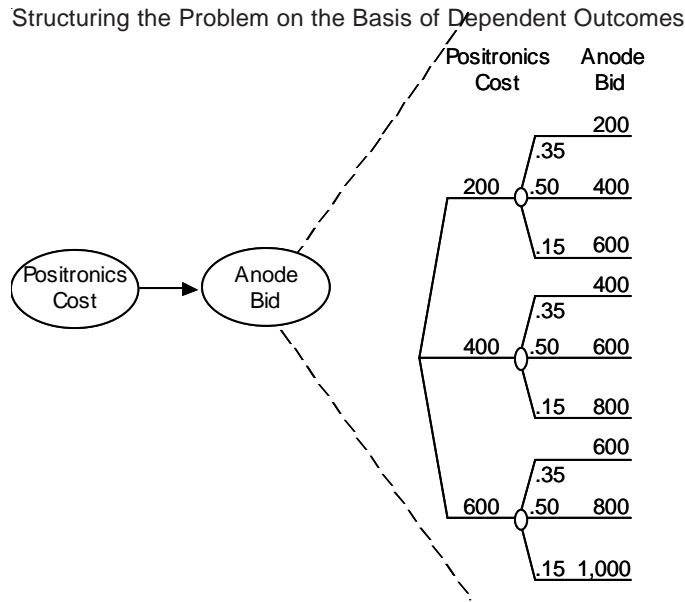 Structuring the Problem on the Basis of Dependent Outcomes
Positronics Anode
Cost Bid
200
.35
200 .50 400
.15 600
400
.35
400 .50 600
.15 800
600
.35
600 .50 800
.15 1,000
Positronics
Cost
Anode
Bid